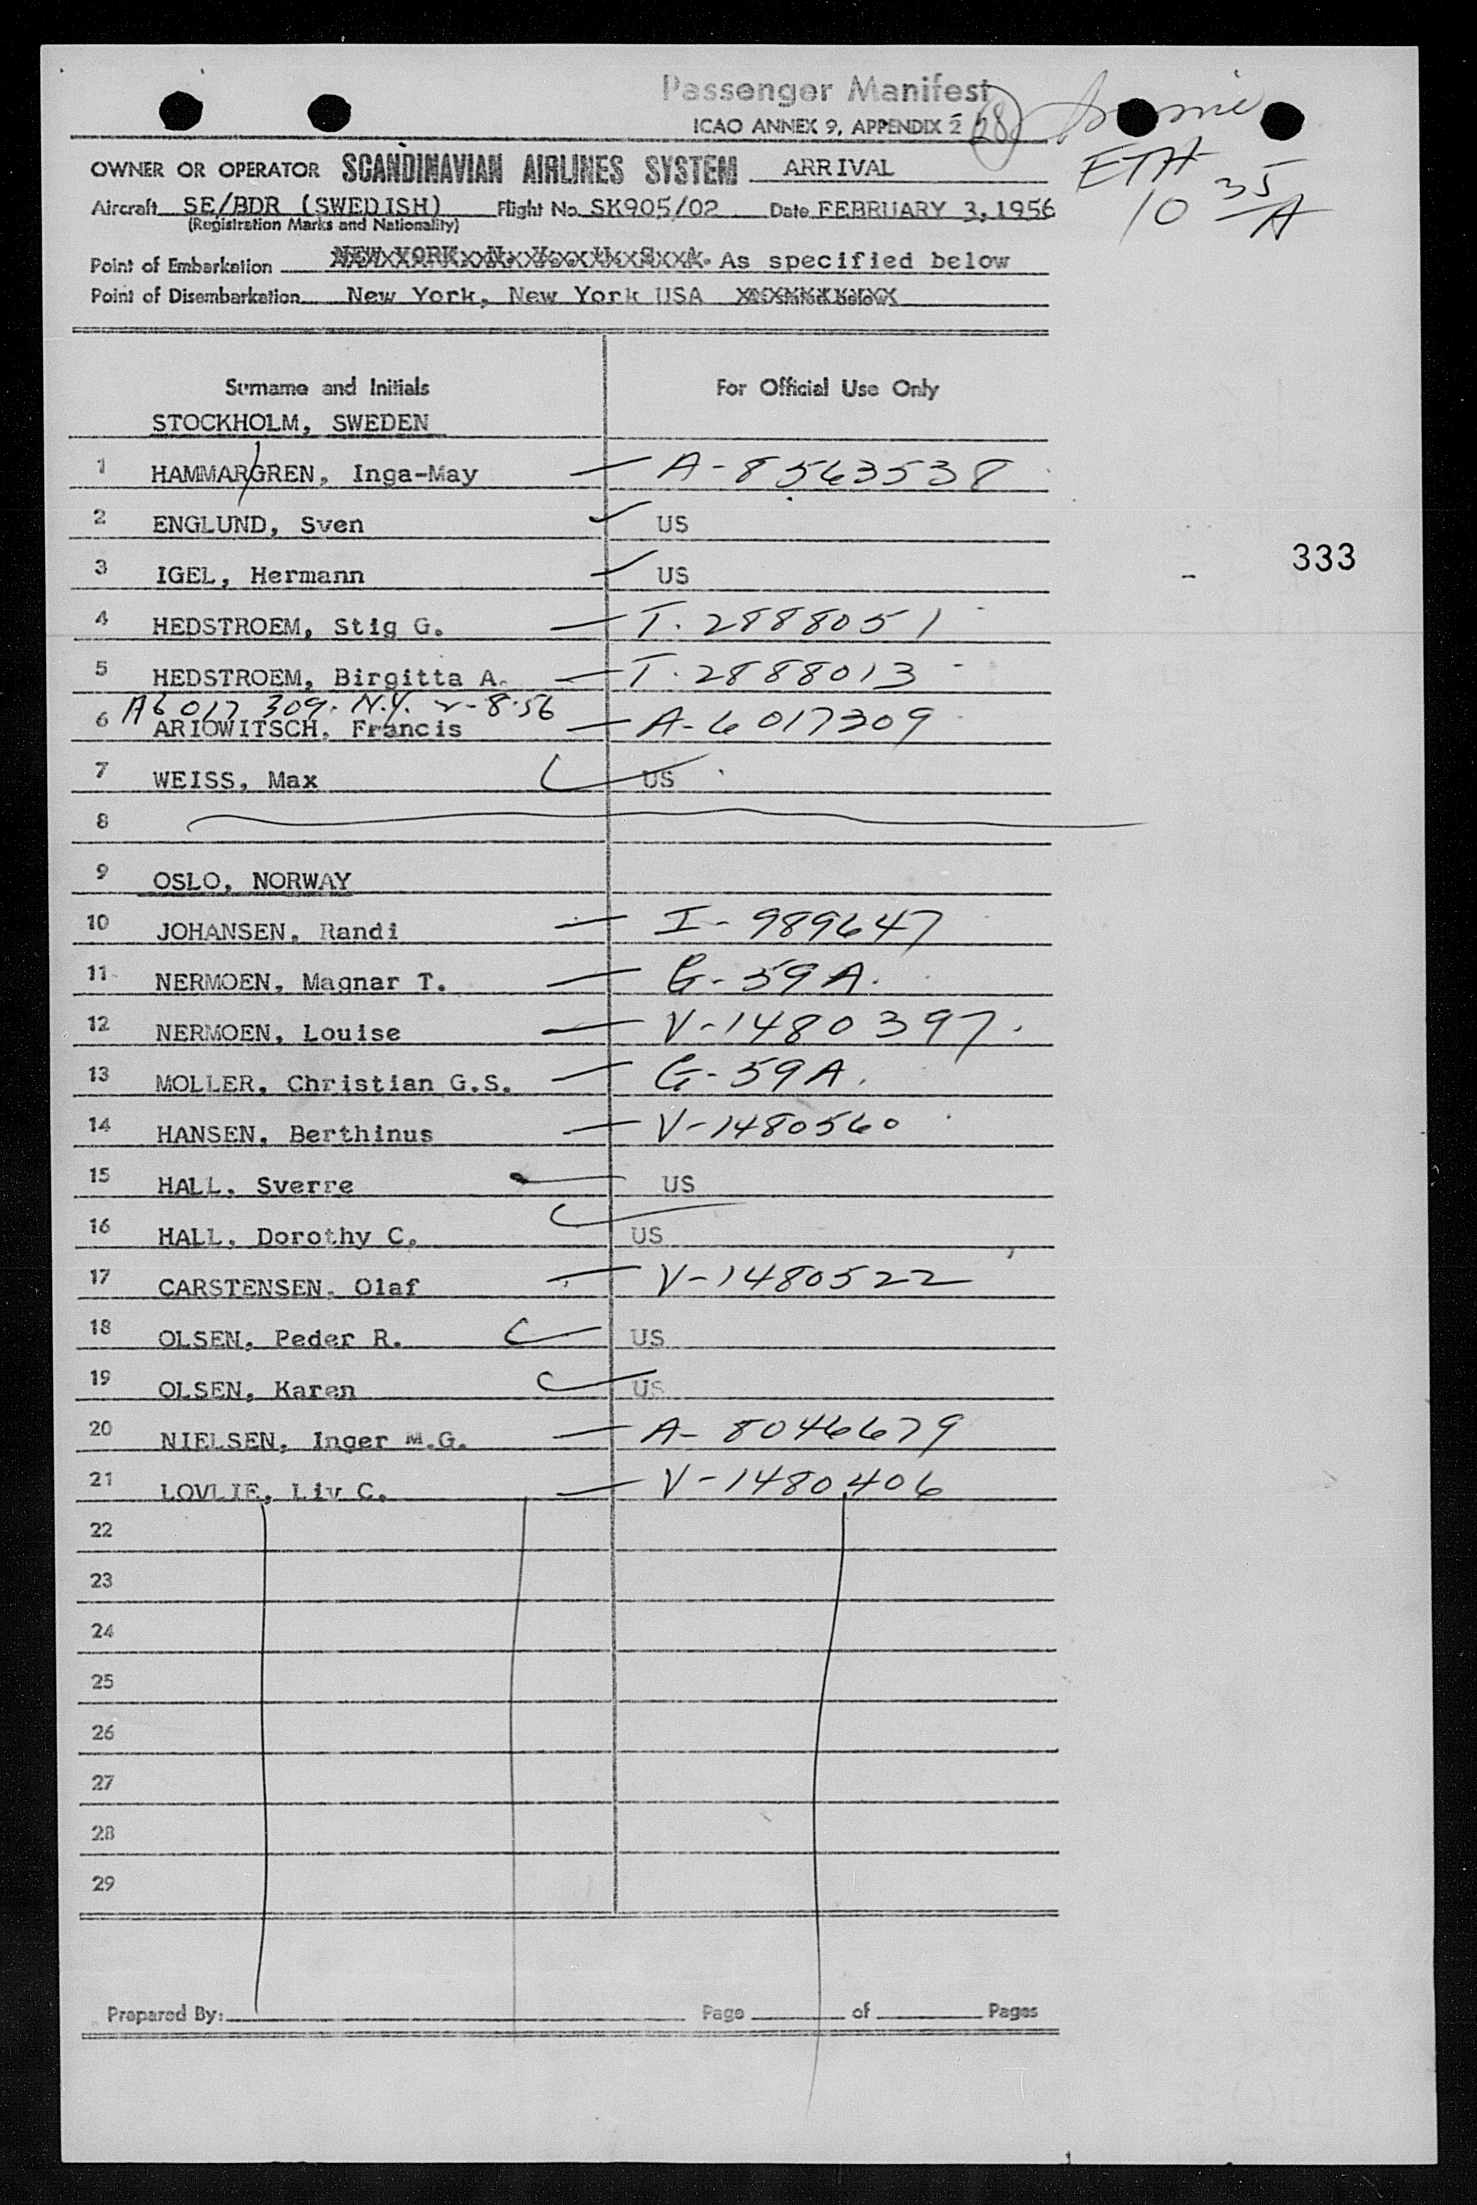 Passenger Manifest
ICAO ANNEX 9, APPENDIX 2
28
OWNER OR OPERATOR SCANDINAVIAN AIRLINES SYSTEM ARRIVAL
ETA
10 35/A
Aircraft SE/BDR (SWEDISH) Flight No. SK905/02 Date FEBRUARY 3, 1956
(Registration Marks and Nationality)
Point of Embarkation NEW YORK, N. Y. U. S. A. As specified below
Point of Disembarkation New York, New York USA
Surname and Initials For Official Use Only
STOCKHOLM, SWEDEN
1 HAMMARGREN, Inga-May A-8563538
2 ENGLUND, Sven US
333
3 IGEL, Hermann US
4 HEDSTROEM, Stig G. T. 2888051
5 HEDSTROEM, Birgitta A. T. 2888013
A6 017 309. N.Y. 2-8-56
6 ARIOWITSCH, Francis A-6017309
7 WEISS, Max US
8
9 OSLO, NORWAY
10 JOHANSEN, Randi I-989647
11 NERMOEN, Magnar T. G-59A.
12 NERMOEN, Louise V-1480397.
13 MOLLER, Christian G.S. G-59A.
14 HANSEN, Berthinus V-1480560
15 HALL, Sverre US
16 HALL, Dorothy C. US
17 CARSTENSEN, Olaf V-1480522
18 OLSEN, Peder R. US
19 OLSEN, Karen US
20 NIELSEN, Inger M.G. A-8046679
21 LOVLIE, Liv C. V-1480406
22
23
24
25
26
27
28
29
Prepared By: Page of Pages